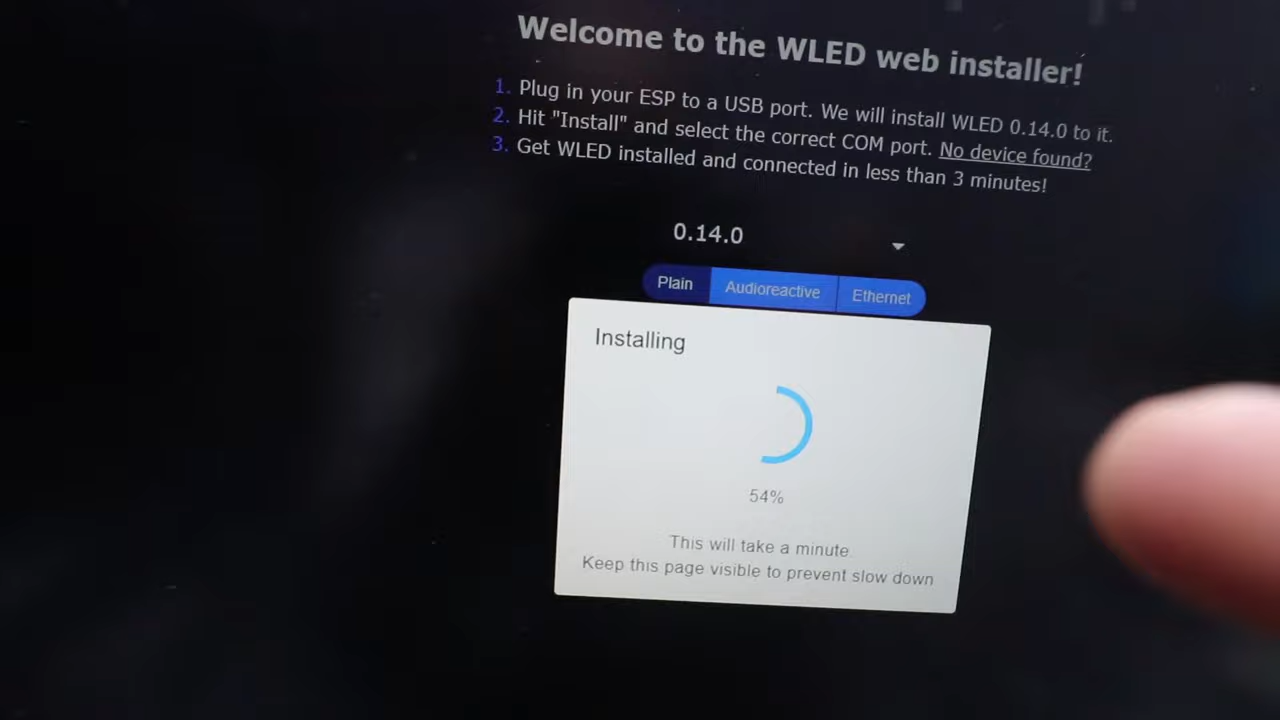 Welcome to the WLED web installer!
1. Plug in your ESP to a USB port. We will install WLED 0.14.0 to it.
2. Hit "Install" and select the correct COM port. No device found?
3. Get WLED installed and connected in less than 3 minutes!
0.14.0
Plain Audioreactive Ethernet
Installing
54%
This will take a minute.
Keep this page visible to prevent slow down